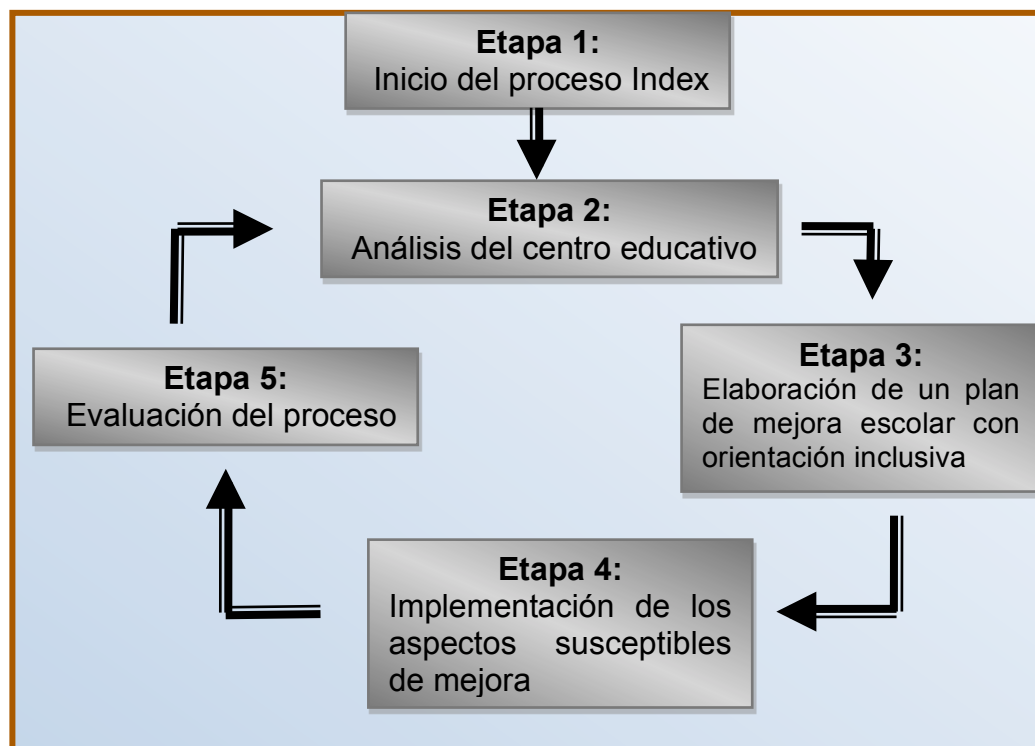 Etapa 1:
Inicio del proceso Index
Etapa 2:
Análisis del centro educativo
Etapa 3:
Elaboración de un plan
de mejora escolar con
orientación inclusiva
Etapa 4:
Implementación de los
aspectos susceptibles
de mejora
Etapa 5:
Evaluación del proceso